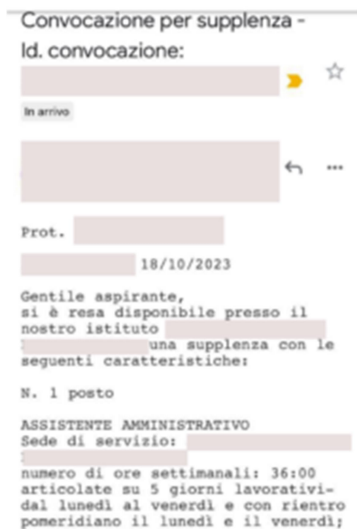 Convocazione per supplenza -
Id. convocazione:
In arrivo
Prot.
18/10/2023
Gentile aspirante,
si è resa disponibile presso il
nostro istituto
una supplenza con le
seguenti caratteristiche:
N. 1 posto
ASSISTENTE AMMINISTRATIVO
Sede di servizio:
numero di ore settimanali: 36:00
articolate su 5 giorni lavorativi-
dal lunedì al venerdì e con rientro
pomeridiano il lunedì e il venerdì;